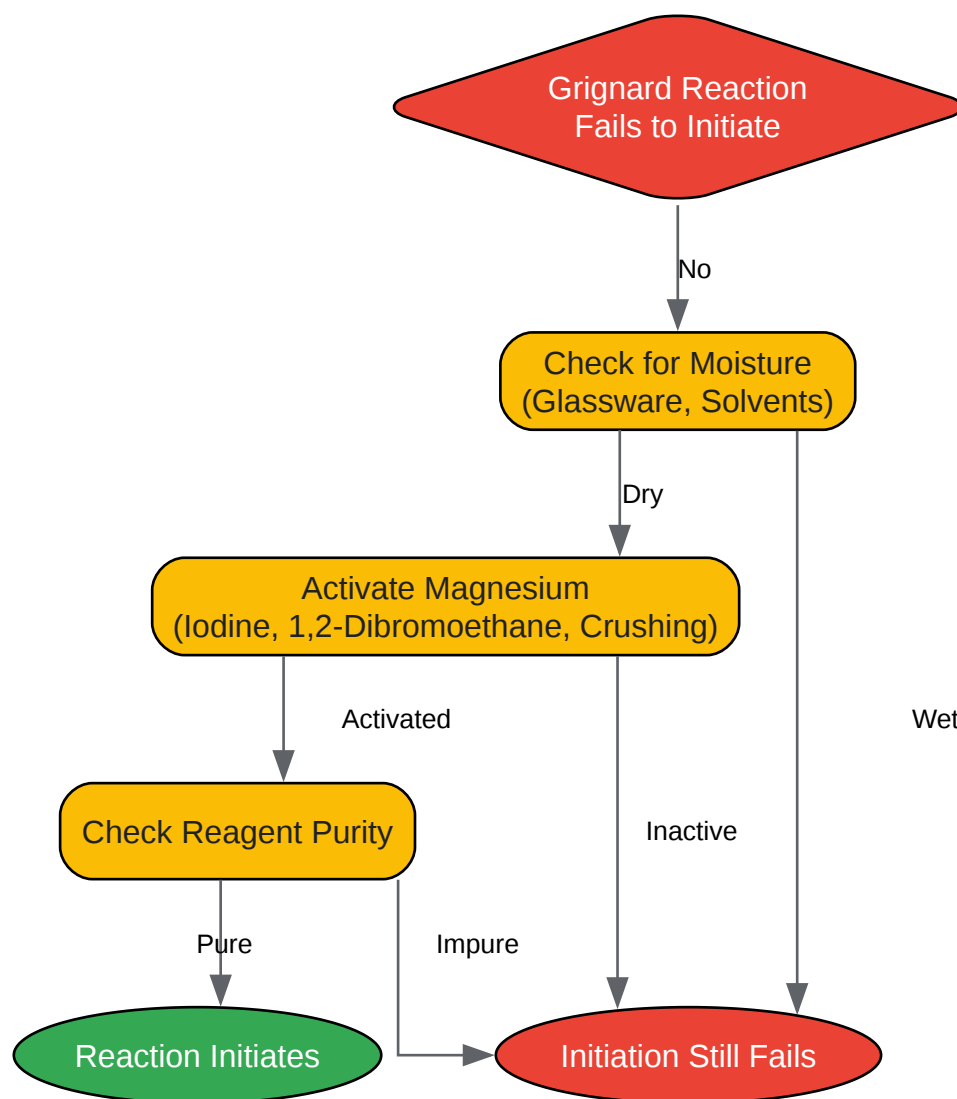 Grignard Reaction
Fails to Initiate
No
Check for Moisture
(Glassware, Solvents)
Dry
Activate Magnesium
(Iodine, 1,2-Dibromoethane, Crushing)
Activated
Wet
Check Reagent Purity
Inactive
Pure
Impure
Reaction Initiates
Initiation Still Fails